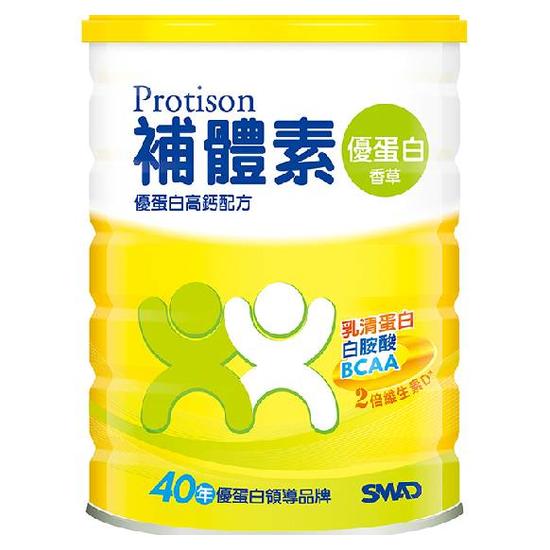 Protison
補體素
優蛋白
香草
優蛋白高鈣配方
乳清蛋白
白胺酸
BCAA
2倍維生素D*
40年優蛋白領導品牌
SMAD